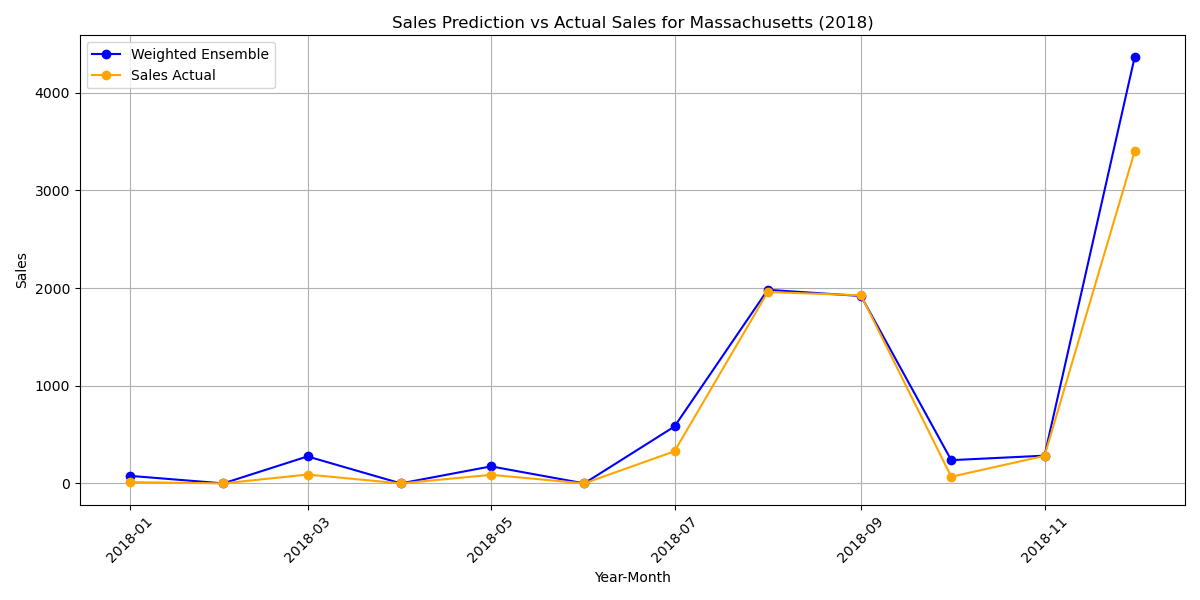 Sales Prediction vs Actual Sales for Massachusetts (2018)
Weighted Ensemble
Sales Actual
Sales
4000
3000
2000
1000
0
2018-01
2018-03
2018-05
2018-07
2018-09
2018-11
Year-Month